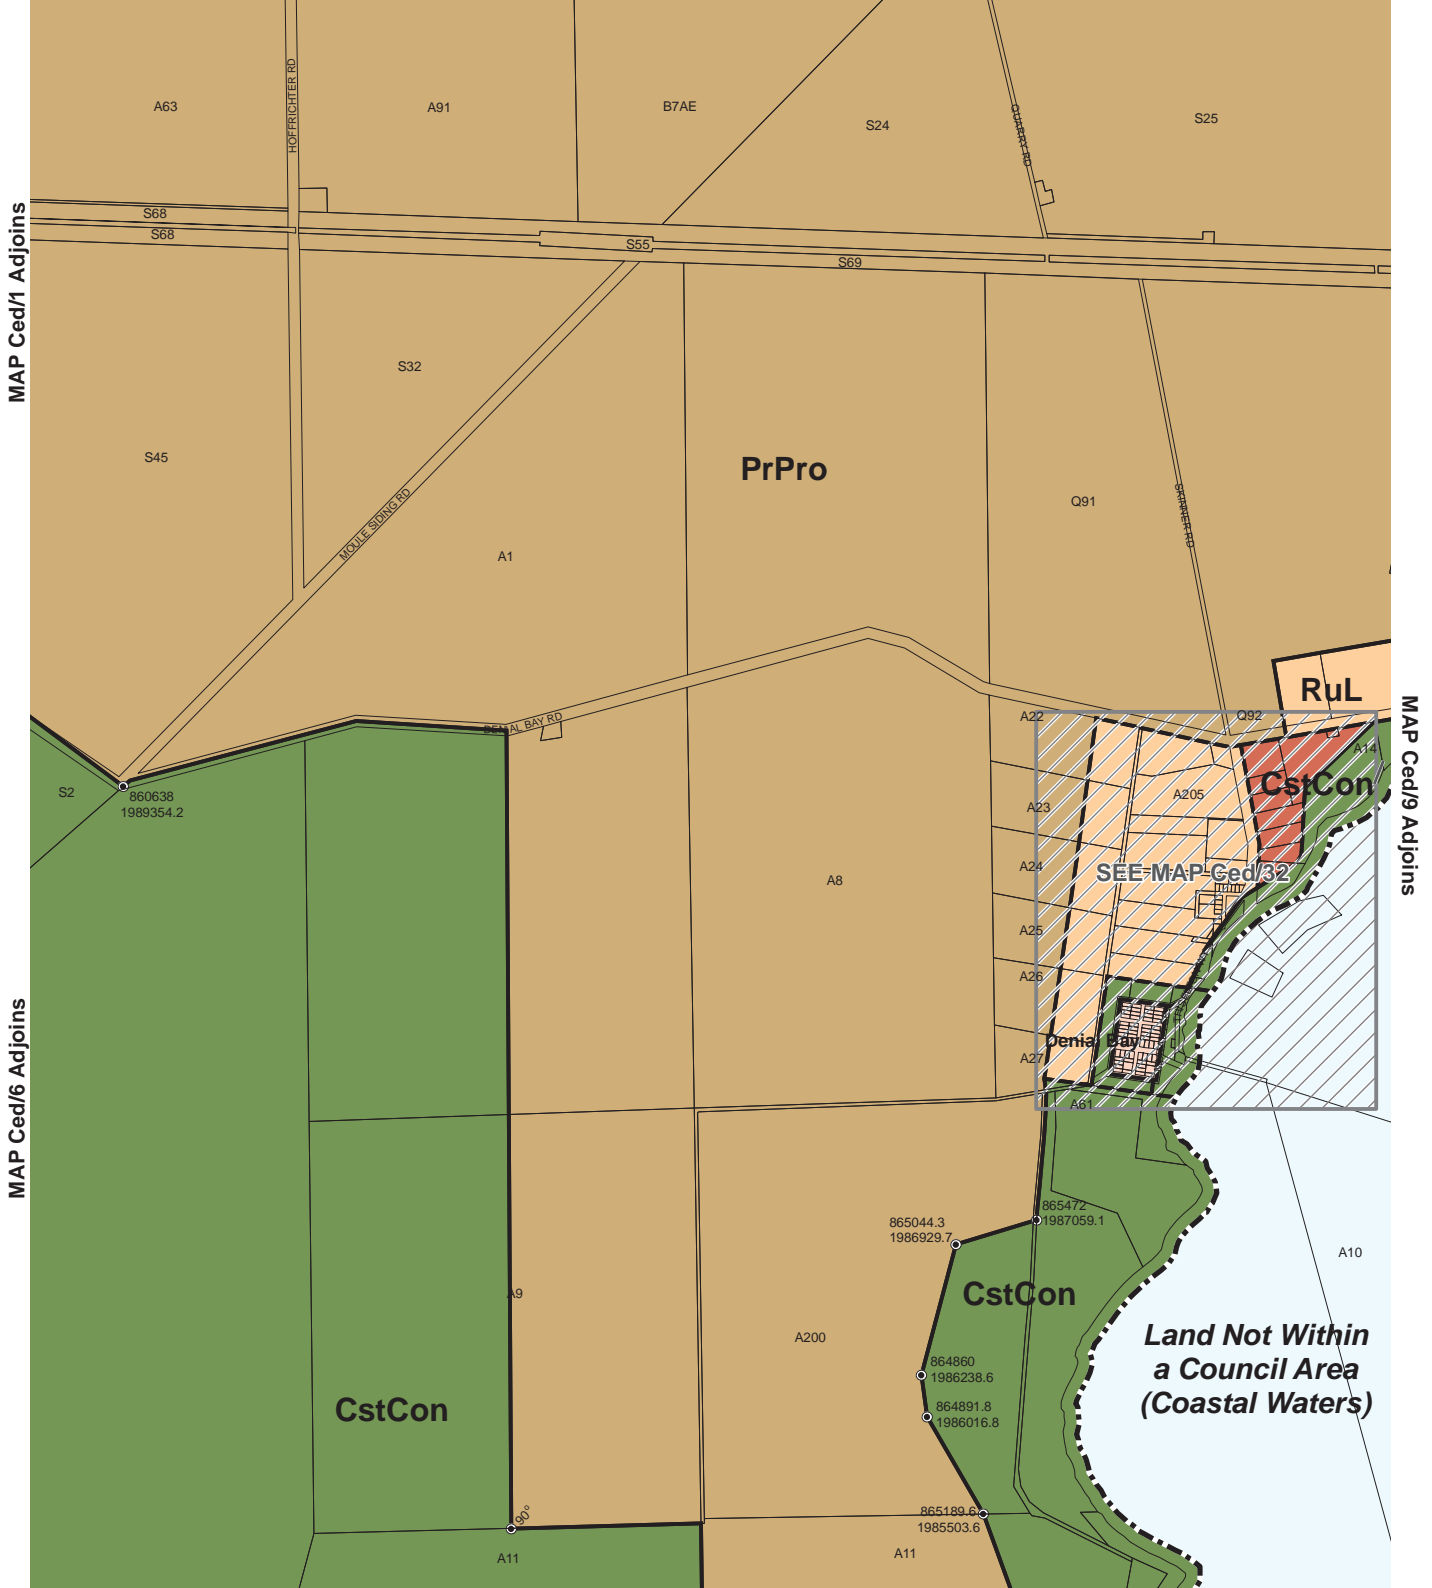 A63
HOFFRICHTER RD
A91
B7AE
S24
QUARRY RD
S25
MAP Ced/1 Adjoins
S68
S68
S55
S69
S32
S45
PrPro
Q91
SKINNER RD
MOULE SIDING RD
A1
RuL
DENIAL BAY RD
A22
Q92
MAP Ced/9 Adjoins
A14
CstCon
S2
860638
1989354.2
A205
A23
A8
A24
SEE MAP Ced/32
A25
A26
MAP Ced/6 Adjoins
Denial Bay
A27
A61
865472
1987059.1
865044.3
1986929.7
A10
A9
CstCon
A200
Land Not Within
a Council Area
(Coastal Waters)
864860
1986238.6
864891.8
1986016.8
CstCon
865189.6
1985503.6
90°
A11
A11